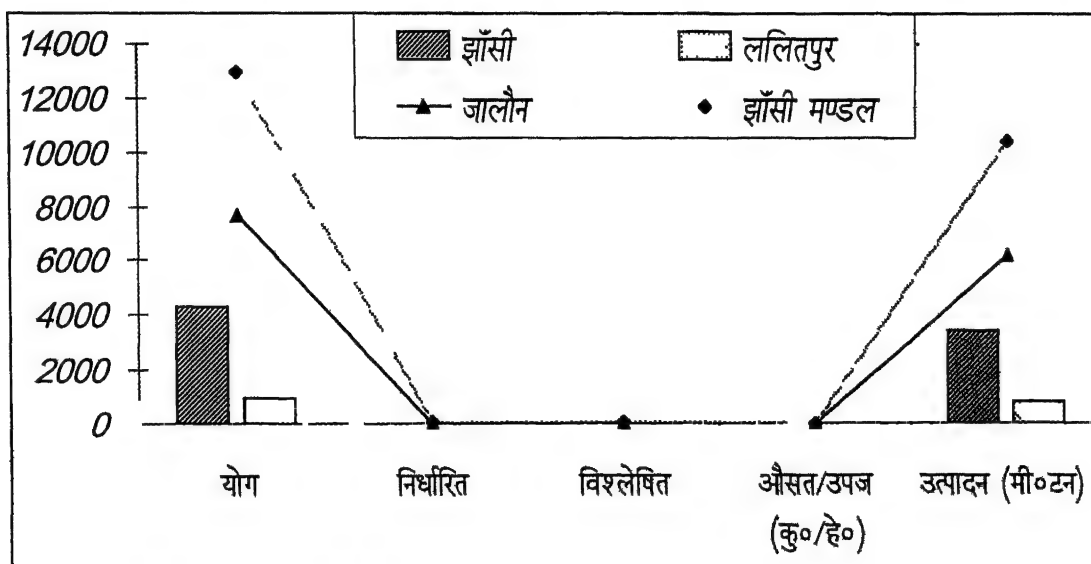 14000
12000
10000
8000
6000
4000
2000
0
झाँसी
ललितपुर
जालौन
झाँसी मण्डल
योग
निर्धारित
विश्लेषित
औसत/उपज
(कु०/हे०)
उत्पादन (मी०टन)